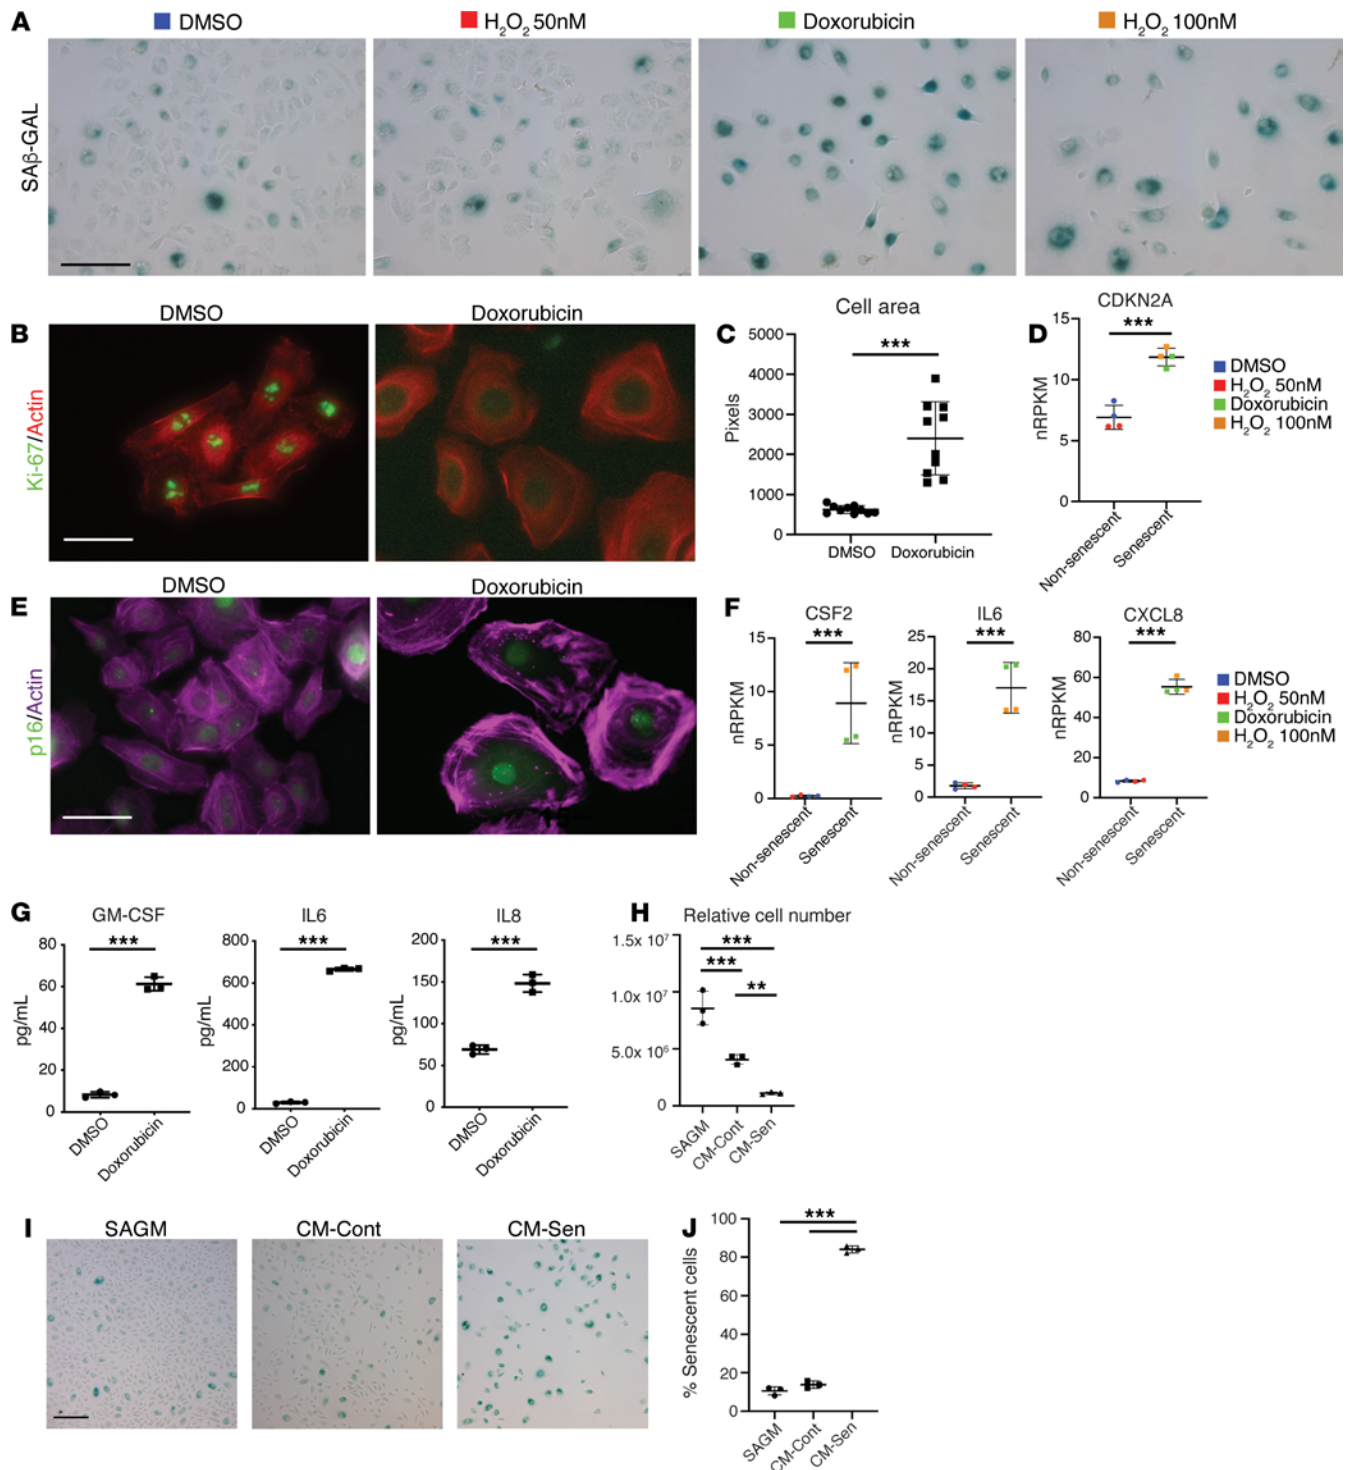 A
DMSO
H2O2 50nM
Doxorubicin
H2O2 100nM
SAβ-GAL
B
DMSO
Doxorubicin
Ki-67/Actin
C
Cell area
***
5000
4000
3000
2000
1000
0
Pixels
DMSO
Doxorubicin
D
CDKN2A
***
15
10
5
0
nRPKM
Non-senescent
Senescent
DMSO
H2O2 50nM
Doxorubicin
H2O2 100nM
E
DMSO
Doxorubicin
p16/Actin
F
CSF2
***
15
10
5
0
nRPKM
Non-senescent
Senescent
IL6
***
25
20
15
10
5
0
nRPKM
Non-senescent
Senescent
CXCL8
***
80
60
40
20
0
nRPKM
Non-senescent
Senescent
DMSO
H2O2 50nM
Doxorubicin
H2O2 100nM
G
GM-CSF
***
80
60
40
20
0
pg/mL
DMSO
Doxorubicin
IL6
***
800
600
400
200
0
pg/mL
DMSO
Doxorubicin
IL8
***
200
150
100
50
0
pg/mL
DMSO
Doxorubicin
H
Relative cell number
***
***
**
1.5x 10^7
1.0x 10^7
5.0x 10^6
0
SAGM
CM-Cont
CM-Sen
I
SAGM
CM-Cont
CM-Sen
J
***
100
80
60
40
20
0
% Senescent cells
SAGM
CM-Cont
CM-Sen